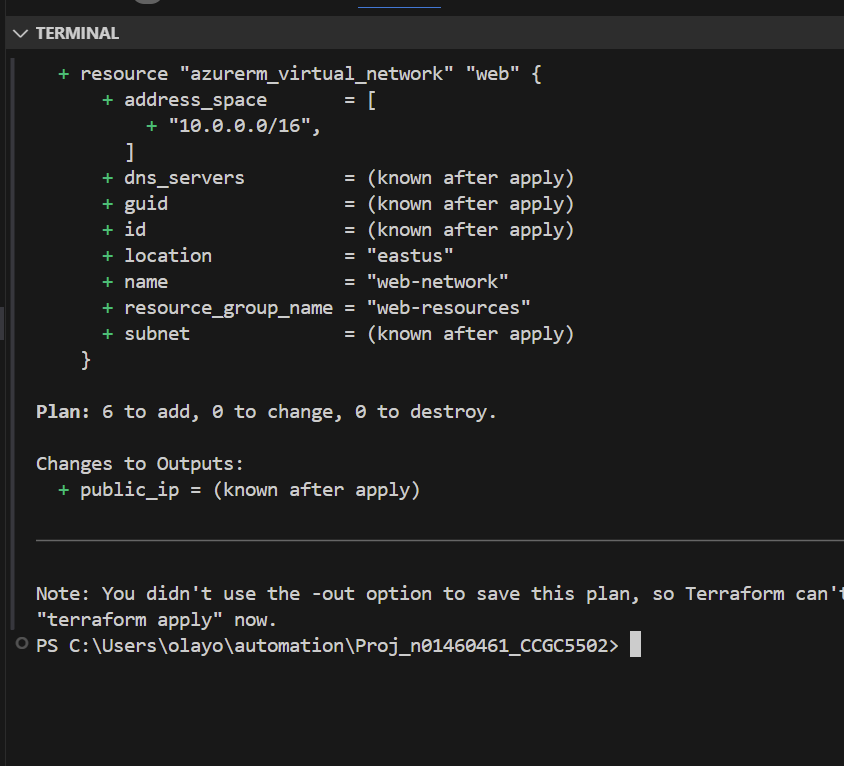 TERMINAL
+ resource "azurerm_virtual_network" "web" {
+ address_space = [
+ "10.0.0.0/16",
]
+ dns_servers = (known after apply)
+ guid = (known after apply)
+ id = (known after apply)
+ location = "eastus"
+ name = "web-network"
+ resource_group_name = "web-resources"
+ subnet = (known after apply)
}
Plan: 6 to add, 0 to change, 0 to destroy.
Changes to Outputs:
+ public_ip = (known after apply)
Note: You didn't use the -out option to save this plan, so Terraform can't
"terraform apply" now.
PS C:\Users\olayo\automation\Proj_n01460461_CCGC5502>